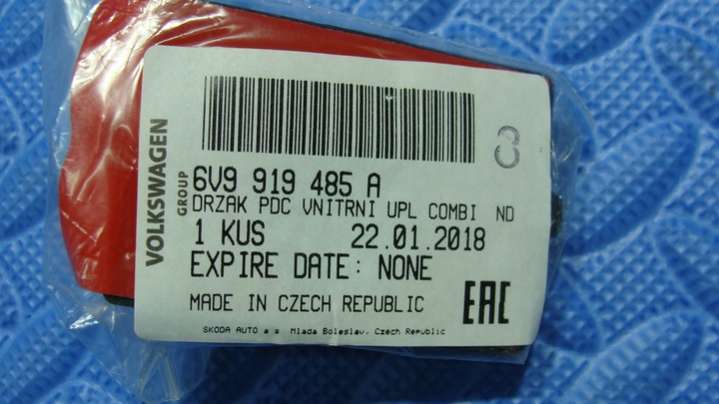 VOLKSWAGEN
GROUP
6V9 919 485 A
DRZAK PDC VNITRNI UPL COMBI ND
1 KUS 22.01.2018
EXPIRE DATE: NONE
MADE IN CZECH REPUBLIC
EAC
SKODA AUTO a s Mlada Boleslav, Czech Republic